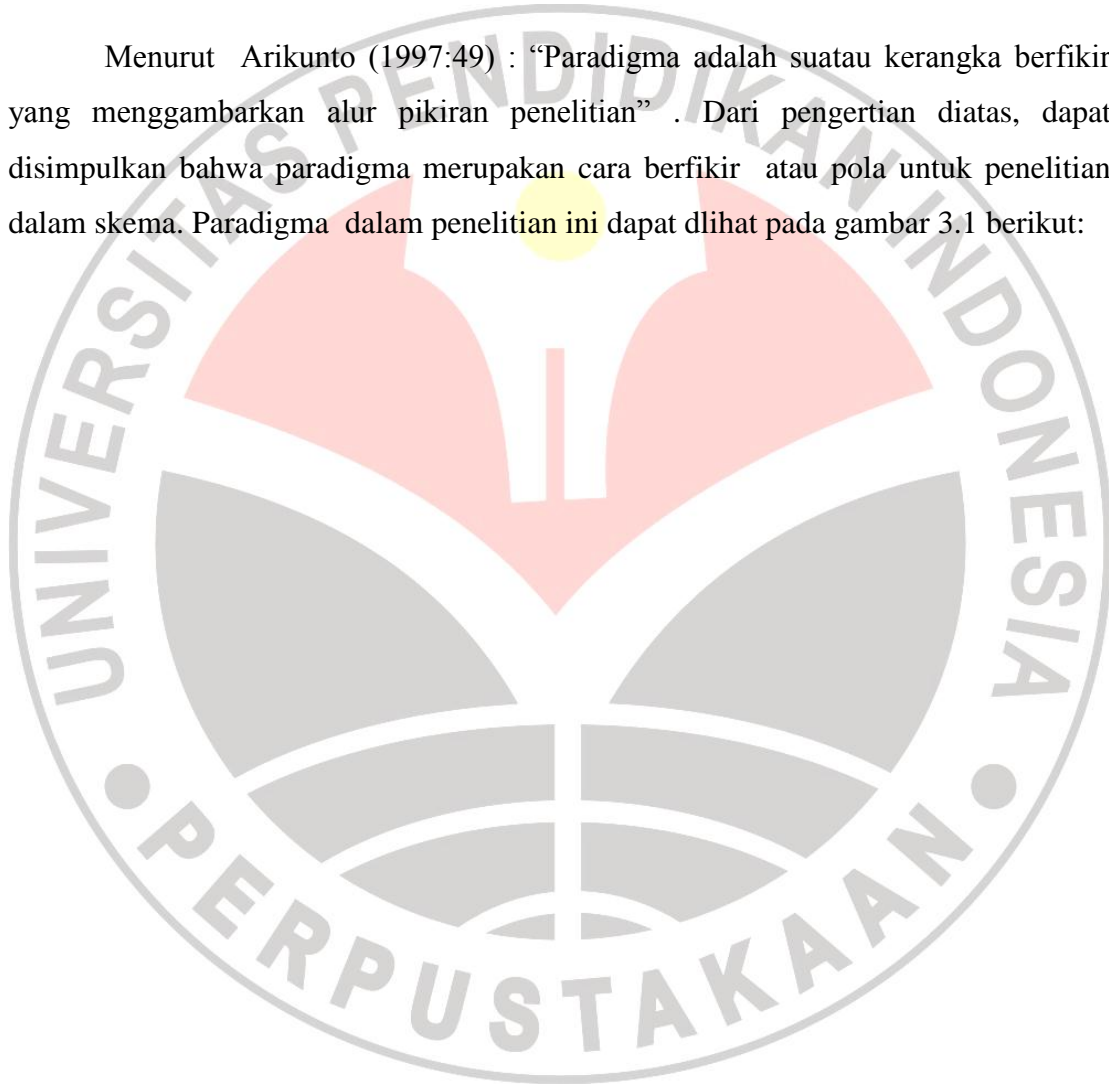 Menurut Arikunto (1997:49) : “Paradigma adalah suatau kerangka berfikir
yang menggambarkan alur pikiran penelitian” . Dari pengertian diatas, dapat
disimpulkan bahwa paradigma merupakan cara berfikir atau pola untuk penelitian
dalam skema. Paradigma dalam penelitian ini dapat dlihat pada gambar 3.1 berikut:
UNIVERSITAS PENDIDIKAN INDONESIA
PERPUSTAKAAN